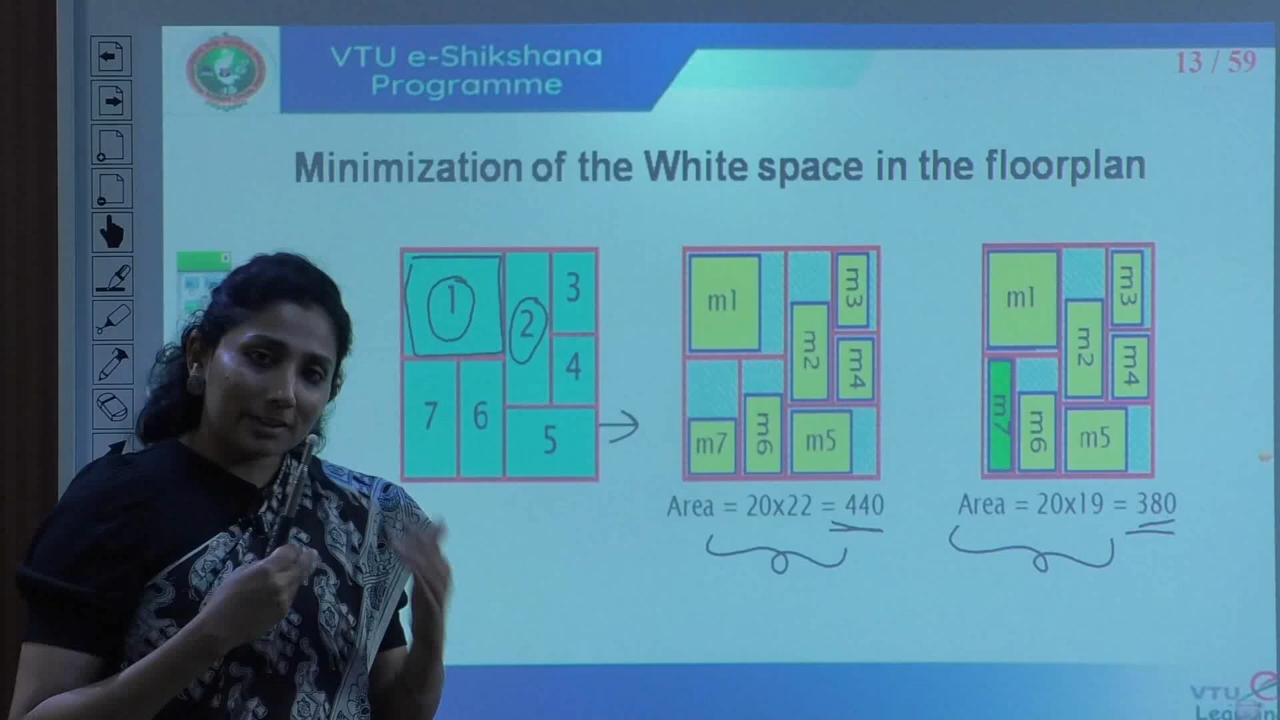 VTU e-Shikshana
Programme
13 / 59
Minimization of the White space in the floorplan
1
2
3
4
5
6
7
m1
m2
m3
m4
m5
m6
m7
Area = 20x22 = 440
m1
m2
m3
m4
m5
m6
m7
Area = 20x19 = 380
VTU e
Learnin